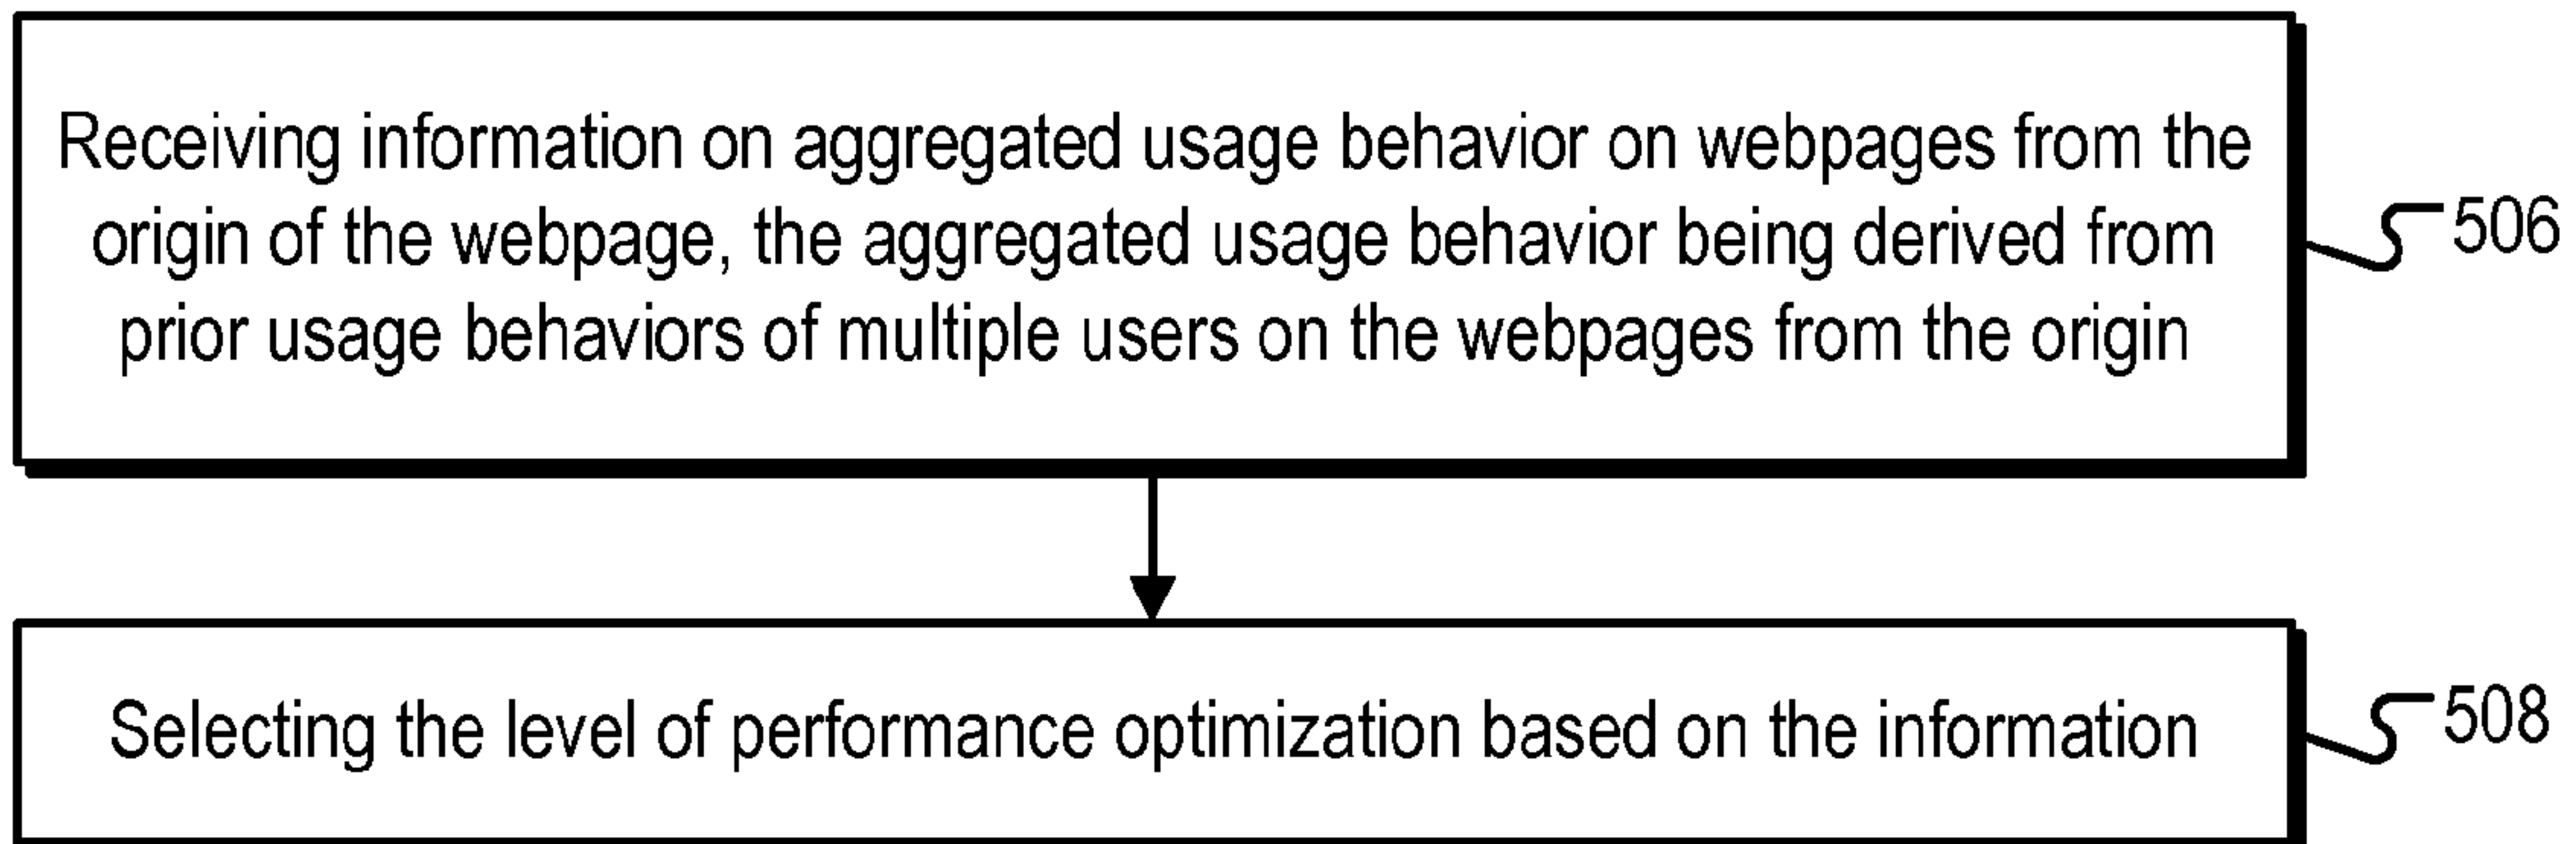 Receiving information on aggregated usage behavior on webpages from the
origin of the webpage, the aggregated usage behavior being derived from
prior usage behaviors of multiple users on the webpages from the origin
506
Selecting the level of performance optimization based on the information
508